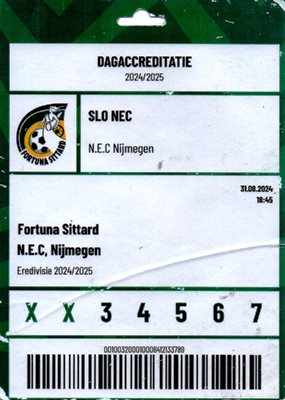 DAGACCREDITATIE
2024/2025
FORTUNA SITTARD
SLO NEC
N.E.C Nijmegen
31.08.2024
18:45
Fortuna Sittard
N.E.C, Nijmegen
Eredivisie 2024/2025
X X 3 4 5 6 7
001003200010006412133789